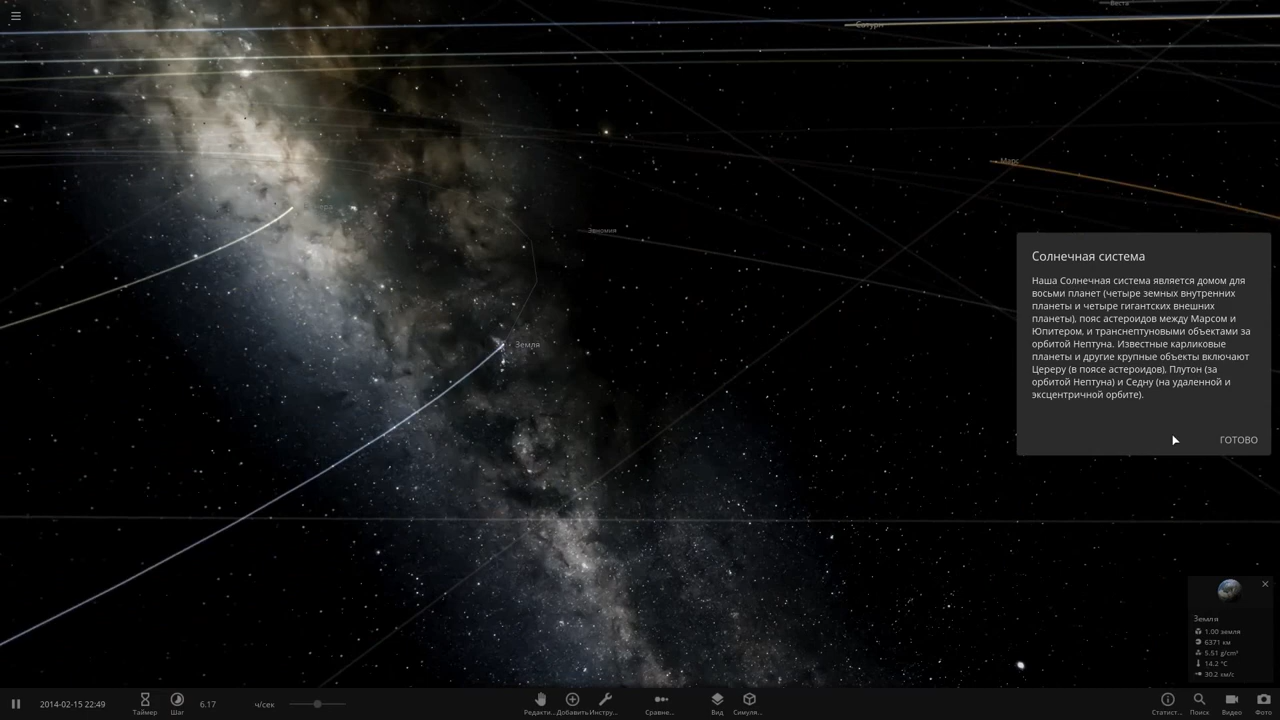 Веста
Сатурн
Марс
Эвномия
Земля
Солнечная система
Наша Солнечная система является домом для
восьми планет (четыре земных внутренних
планеты и четыре гигантских внешних
планеты), пояс астероидов между Марсом и
Юпитером, и транснептуновыми объектами за
орбитой Нептуна. Известные карликовые
планеты и другие крупные объекты включают
Цереру (в поясе астероидов), Плутон (за
орбитой Нептуна) и Седну (на удаленной и
эксцентричной орбите).
ГОТОВО
Земля
1.00 земля
6371 км
5.51 g/cm³
14.2 °C
30.2 км/с
2014-02-15 22:49
Таймер
Шаг
6.17
ч/сек
Редакти...
Добавить
Инстру...
Сравне...
Вид
Симуля...
Статист...
Поиск
Видео
Фото